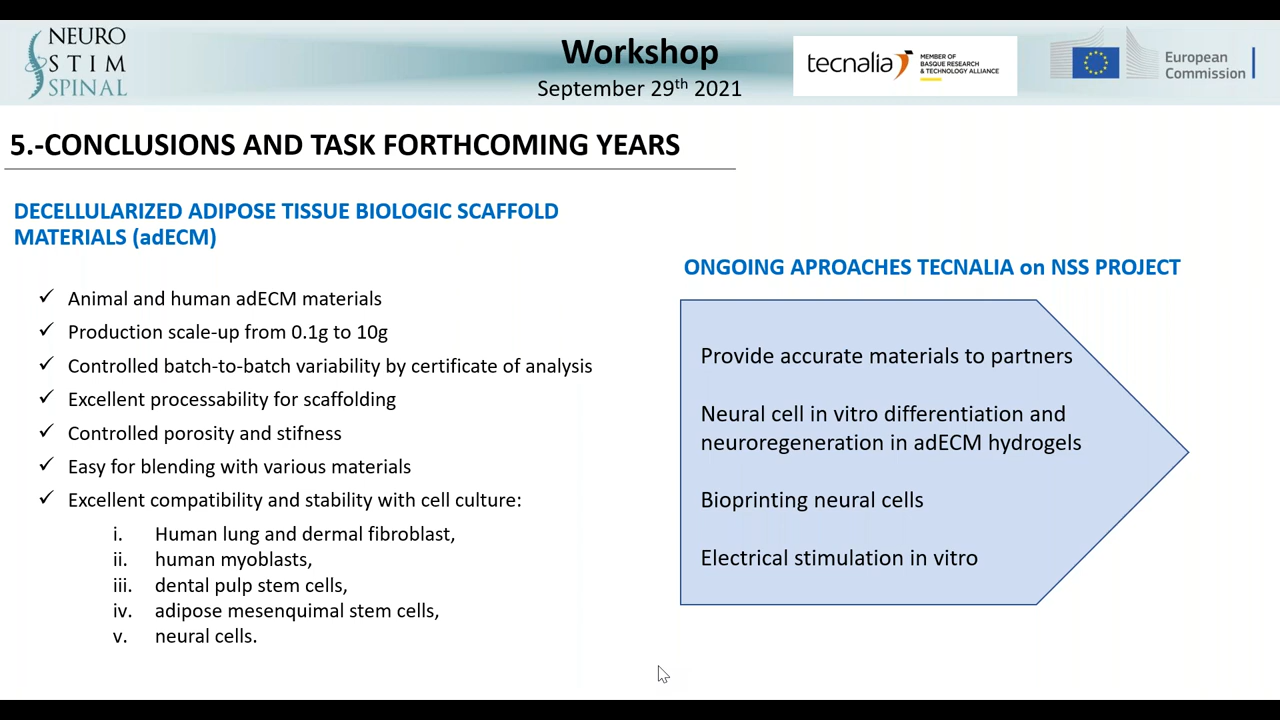 NEURO
STIM
SPINAL
Workshop
September 29th 2021
tecnalia
MEMBER OF
BASQUE RESEARCH
& TECHNOLOGY ALLIANCE
European
Commission
5.-CONCLUSIONS AND TASK FORTHCOMING YEARS
DECELLULARIZED ADIPOSE TISSUE BIOLOGIC SCAFFOLD
MATERIALS (adECM)
✓ Animal and human adECM materials
✓ Production scale-up from 0.1g to 10g
✓ Controlled batch-to-batch variability by certificate of analysis
✓ Excellent processability for scaffolding
✓ Controlled porosity and stifness
✓ Easy for blending with various materials
✓ Excellent compatibility and stability with cell culture:
i. Human lung and dermal fibroblast,
ii. human myoblasts,
iii. dental pulp stem cells,
iv. adipose mesenquimal stem cells,
v. neural cells.
ONGOING APROACHES TECNALIA on NSS PROJECT
Provide accurate materials to partners
Neural cell in vitro differentiation and
neuroregeneration in adECM hydrogels
Bioprinting neural cells
Electrical stimulation in vitro